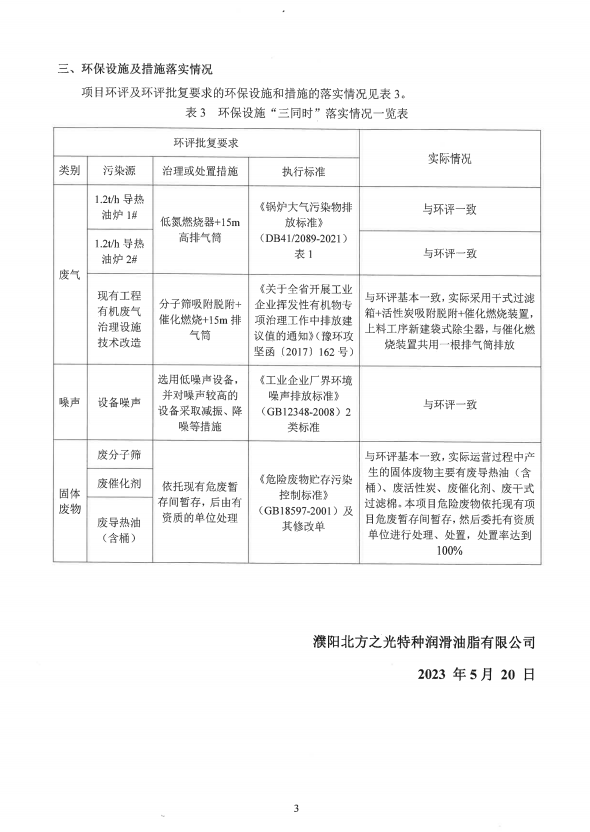 三、环保设施及措施落实情况
项目环评及环评批复要求的环保设施和措施的落实情况见表 3。
表 3 环保设施“三同时”落实情况一览表
环评批复要求
实际情况
类别
污染源
治理或处置措施
执行标准
废气
1.2t/h 导热
油炉 1#
低氮燃烧器+15m
高排气筒
《锅炉大气污染物排
放标准》
（DB41/2089-2021）
表 1
与环评一致
1.2t/h 导热
油炉 2#
与环评一致
现有工程
有机废气
治理设施
技术改造
分子筛吸附脱附+
催化燃烧+15m 排
气筒
《关于全省开展工业
企业挥发性有机物专
项治理工作中排放建
议值的通知》（豫环攻
坚函〔2017〕162 号）
与环评基本一致，实际采用干式过滤
箱+活性炭吸附脱附+催化燃烧装置，
上料工序新建袋式除尘器，与催化燃
烧装置共用一根排气筒排放
噪声
设备噪声
选用低噪声设备，
并对噪声较高的
设备采取减振、降
噪等措施
《工业企业厂界环境
噪声排放标准》
（GB12348-2008）2
类标准
与环评一致
固体
废物
废分子筛
废催化剂
废导热油
（含桶）
依托现有危废暂
存间暂存，后由有
资质的单位处理
《危险废物贮存污染
控制标准》
（GB18597-2001）及
其修改单
与环评基本一致，实际运营过程中产
生的固体废物主要有废导热油（含
桶）、废活性炭、废催化剂、废干式
过滤棉。本项目危险废物依托现有项
目危废暂存间暂存，然后委托有资质
单位进行处理、处置，处置率达到
100%
濮阳北方之光特种润滑油脂有限公司
2023 年 5 月 20 日
3